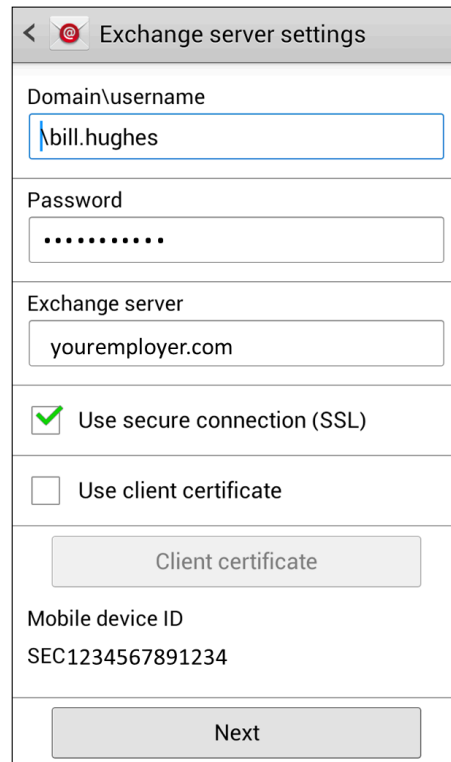 Exchange server settings
Domain\username
\bill.hughes
Password
•••••••••••
Exchange server
youremployer.com
Use secure connection (SSL)
Use client certificate
Client certificate
Mobile device ID
SEC1234567891234
Next